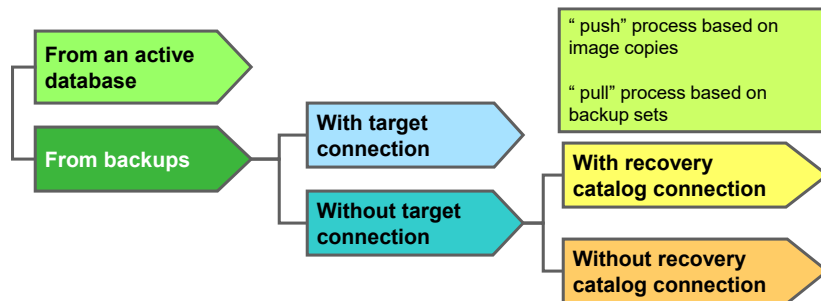 From an active
database
“ push” process based on
image copies
“ pull” process based on
backup sets
From backups
With target
connection
Without target
connection
With recovery
catalog connection
Without recovery
catalog connection